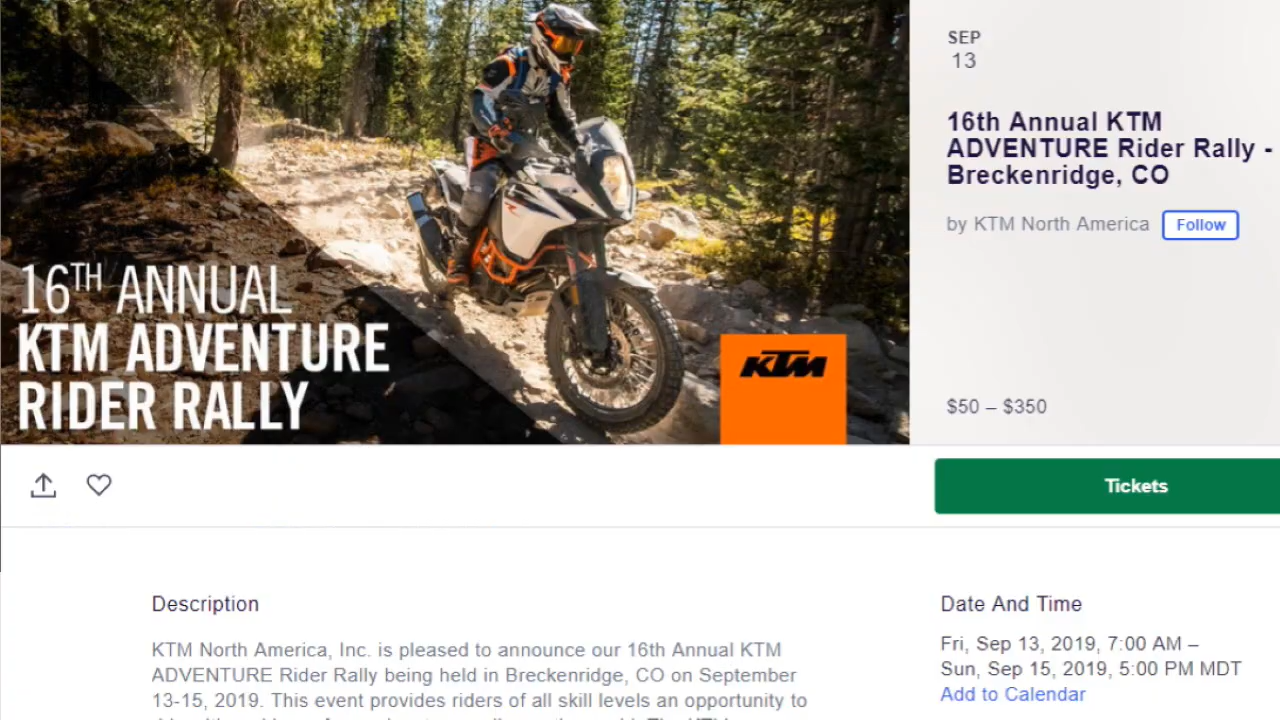 16TH ANNUAL
KTM ADVENTURE
RIDER RALLY
KTM
SEP
13
16th Annual KTM
ADVENTURE Rider Rally -
Breckenridge, CO
by KTM North America Follow
$50 – $350
Tickets
Description
KTM North America, Inc. is pleased to announce our 16th Annual KTM
ADVENTURE Rider Rally being held in Breckenridge, CO on September
13-15, 2019. This event provides riders of all skill levels an opportunity to
Date And Time
Fri, Sep 13, 2019, 7:00 AM –
Sun, Sep 15, 2019, 5:00 PM MDT
Add to Calendar